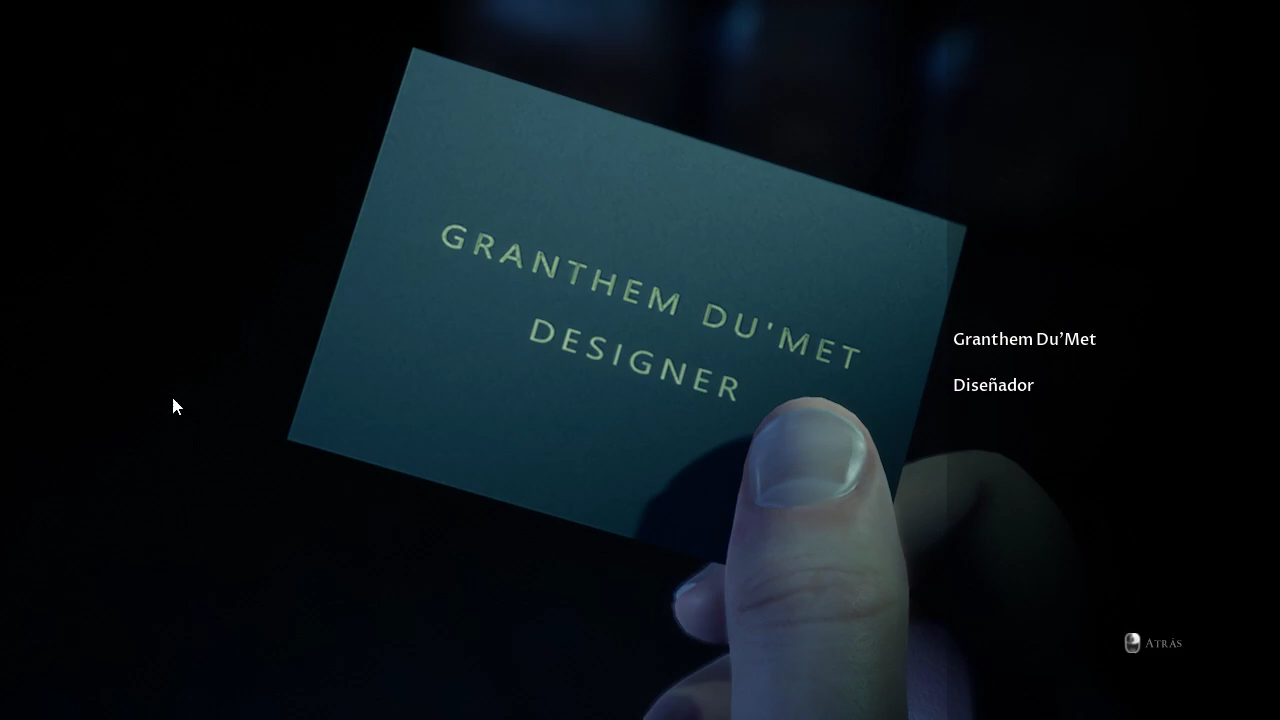 GRANTHEM DU'MET
DESIGNER
Granthem Du'Met
Diseñador
Atrás